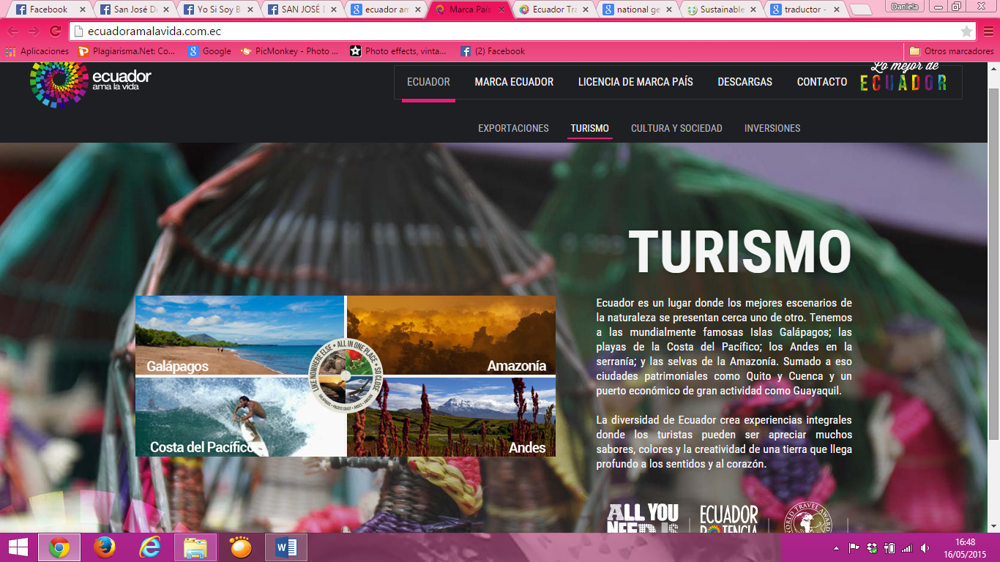 Facebook
San José De
Yo Si Soy B
SAN JOSÉ D
ecuador am
Marca País
Ecuador Tra
national ge
Sustainable
traductor -
Daniela
ecuadoramalavida.com.ec
Aplicaciones
Plagiarisma.Net: Co...
Google
PicMonkey - Photo ...
Photo effects, vinta...
(2) Facebook
Otros marcadores
ecuador
ama la vida
ECUADOR
MARCA ECUADOR
LICENCIA DE MARCA PAÍS
DESCARGAS
CONTACTO
Lo mejor de
ECUADOR
EXPORTACIONES
TURISMO
CULTURA Y SOCIEDAD
INVERSIONES
TURISMO
Galápagos
Amazonía
LIKE NOWHERE ELSE • ALL IN ONE PLACE • SO CLOSE
GALAPAGOS • PACIFIC COAST • ANDES • AMAZON
Costa del Pacífico
Andes
Ecuador es un lugar donde los mejores escenarios de
la naturaleza se presentan cerca uno de otro. Tenemos
a las mundialmente famosas Islas Galápagos; las
playas de la Costa del Pacífico; los Andes en la
serranía; y las selvas de la Amazonía. Sumado a eso
ciudades patrimoniales como Quito y Cuenca y un
puerto económico de gran actividad como Guayaquil.
La diversidad de Ecuador crea experiencias integrales
donde los turistas pueden ser apreciar muchos
sabores, colores y la creatividad de una tierra que llega
profundo a los sentidos y al corazón.
ALL YOU
NEED IS
ECUADOR
POTENCIA
WORLD TRAVEL AWARDS
16:48
16/05/2015